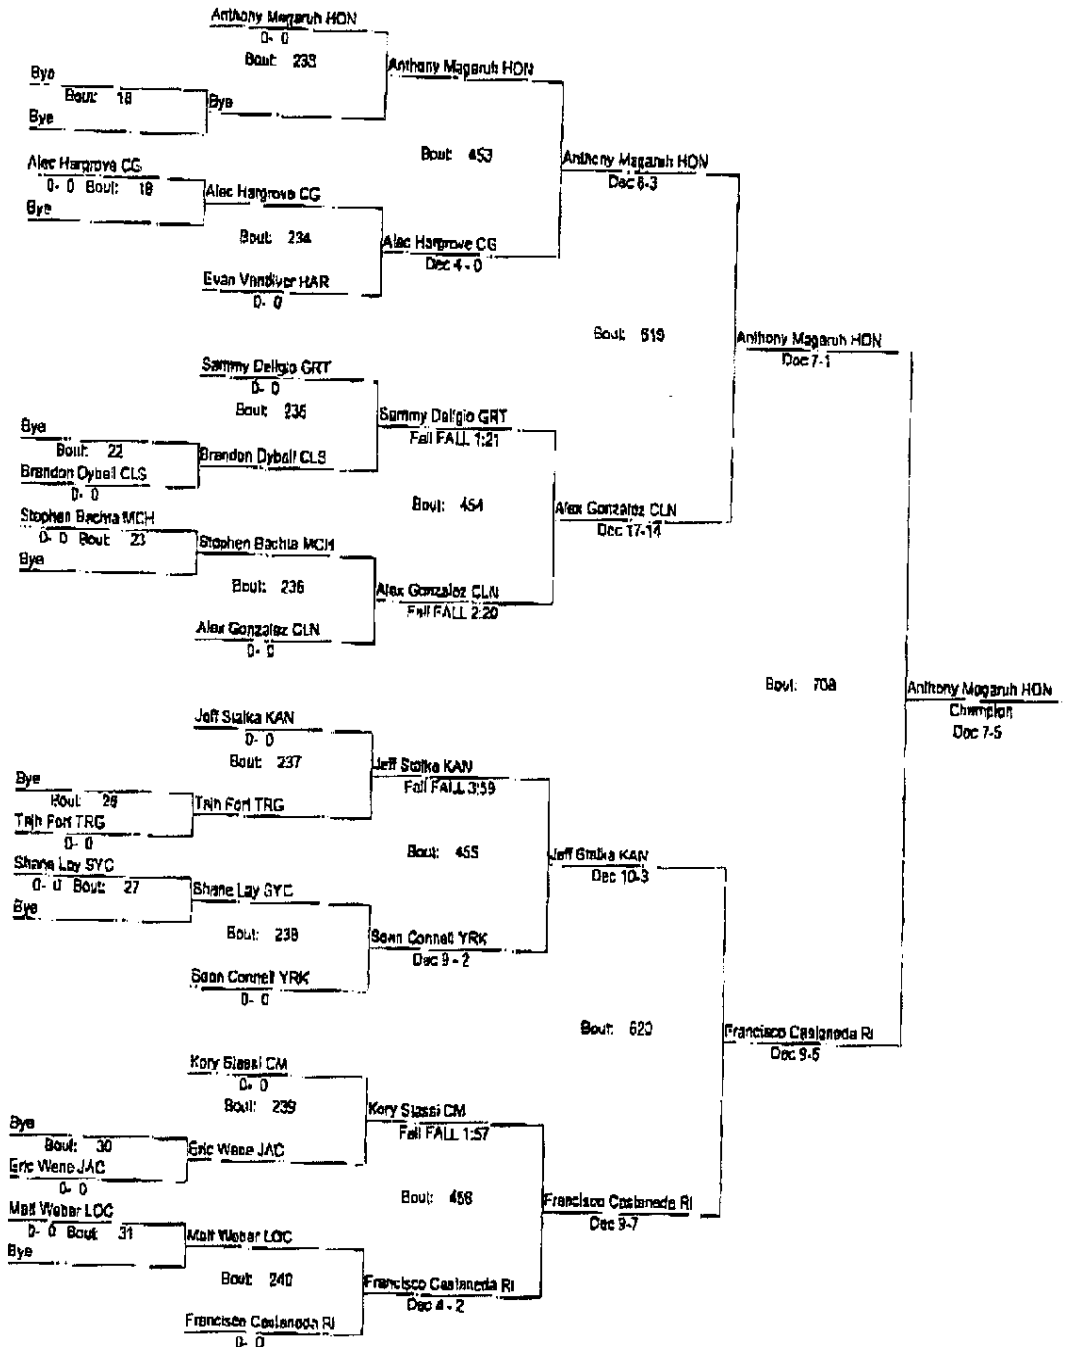 Anthony Magaruh HON
0- 0
Bout: 233
Anthony Magaruh HON
Bye
Bout: 18
Bye
Bye
Bout: 453
Anthony Magaruh HON
Dec 6-3
Alec Hargrove CG
0- 0 Bout: 19
Alec Hargrove CG
Bye
Bout: 234
Alec Hargrove CG
Dec 4-0
Evan Vandiver HAR
0- 0
Bout: 619
Anthony Magaruh HON
Dec 7-1
Sammy Deligio GRT
0- 0
Bout: 235
Sammy Deligio GRT
Fall FALL 1:21
Bye
Bout: 22
Brandon Dyball CLS
Brandon Dyball CLS
0- 0
Bout: 454
Alex Gonzalez CLN
Dec 17-14
Stephen Bachta MCH
0- 0 Bout: 23
Stephen Bachta MCH
Bye
Bout: 236
Alex Gonzalez CLN
Fall FALL 2:20
Alex Gonzalez CLN
0- 0
Bout: 708
Anthony Magaruh HON
Champion
Dec 7-5
Jeff Stalka KAN
0- 0
Bout: 237
Jeff Stalka KAN
Fall FALL 3:59
Bye
Bout: 26
Tajh Fort TRG
Tajh Fort TRG
0- 0
Bout: 455
Jeff Stalka KAN
Dec 10-3
Shane Lay SYC
0- 0 Bout: 27
Shane Lay SYC
Bye
Bout: 238
Sean Connell YRK
Dec 9-2
Sean Connell YRK
0- 0
Bout: 620
Francisco Castaneda RI
Dec 9-5
Kory Stassi CM
0- 0
Bout: 239
Kory Stassi CM
Fall FALL 1:57
Bye
Bout: 30
Eric Wene JAC
Eric Wene JAC
0- 0
Bout: 456
Francisco Castaneda RI
Dec 9-7
Matt Weber LOC
0- 0 Bout: 31
Matt Weber LOC
Bye
Bout: 240
Francisco Castaneda RI
Dec 4-2
Francisco Castaneda RI
0- 0